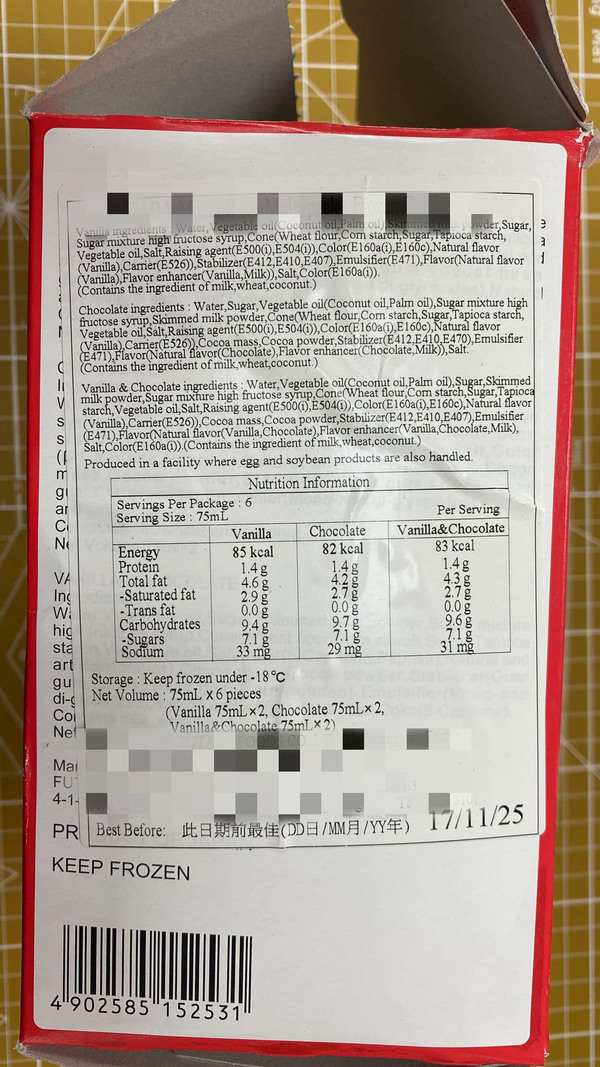 Vanilla ingredients : Water,Vegetable oil(Coconut oil,Palm oil),Skimmed powder,Sugar,
Sugar mixture high fructose syrup,Cone(Wheat flour,Corn starch,Sugar,Tapioca starch,
Vegetable oil,Salt,Raising agent(E500(i),E504(i)),Color(E160a(i),E160c),Natural flavor
(Vanilla),Carrier(E526)),Stabilizer(E412,E410,E407),Emulsifier(E471),Flavor(Natural flavor
(Vanilla),Flavor enhancer(Vanilla,Milk)),Salt,Color(E160a(i)).
(Contains the ingredient of milk,wheat,coconut.)
Chocolate ingredients : Water,Sugar,Vegetable oil(Coconut oil,Palm oil),Sugar mixture high
fructose syrup,Skimmed milk powder,Cone(Wheat flour,Corn starch,Sugar,Tapioca starch,
Vegetable oil,Salt,Raising agent(E500(i),E504(i)),Color(E160a(i),E160c),Natural flavor
(Vanilla),Carrier(E526)),Cocoa mass,Cocoa powder,Stabilizer(E412,E410,E470),Emulsifier
(E471),Flavor(Natural flavor(Chocolate),Flavor enhancer(Chocolate,Milk)),Salt.
(Contains the ingredient of milk,wheat,coconut.)
Vanilla & Chocolate ingredients : Water,Vegetable oil(Coconut oil,Palm oil),Sugar,Skimmed
milk powder,Sugar mixture high fructose syrup,Cone(Wheat flour,Corn starch,Sugar,Tapioca
starch,Vegetable oil,Salt,Raising agent(E500(i),E504(i)),Color(E160a(i),E160c),Natural flavor
(Vanilla),Carrier(E526)),Cocoa mass,Cocoa powder,Stabilizer(E412,E410,E407),Emulsifier
(E471),Flavor(Natural flavor(Vanilla,Chocolate),Flavor enhancer(Vanilla,Chocolate,Milk),
Salt,Color(E160a(i)).(Contains the ingredient of milk,wheat,coconut.)
Produced in a facility where egg and soybean products are also handled.
Nutrition Information
Servings Per Package : 6
Serving Size : 75mL Per Serving
Vanilla Chocolate Vanilla&Chocolate
Energy 85 kcal 82 kcal 83 kcal
Protein 1.4 g 1.4 g 1.4 g
Total fat 4.6 g 4.2 g 4.3 g
-Saturated fat 2.9 g 2.7 g 2.7 g
-Trans fat 0.0 g 0.0 g 0.0 g
Carbohydrates 9.4 g 9.7 g 9.6 g
-Sugars 7.1 g 7.1 g 7.1 g
Sodium 33 mg 29 mg 31 mg
Storage : Keep frozen under -18℃
Net Volume : 75mL x 6 pieces
(Vanilla 75mL×2, Chocolate 75mL×2,
Vanilla&Chocolate 75mL×2)
Best Before: 此日期前最佳(DD日/MM月/YY年) 17/11/25
KEEP FROZEN
4 902585 152531